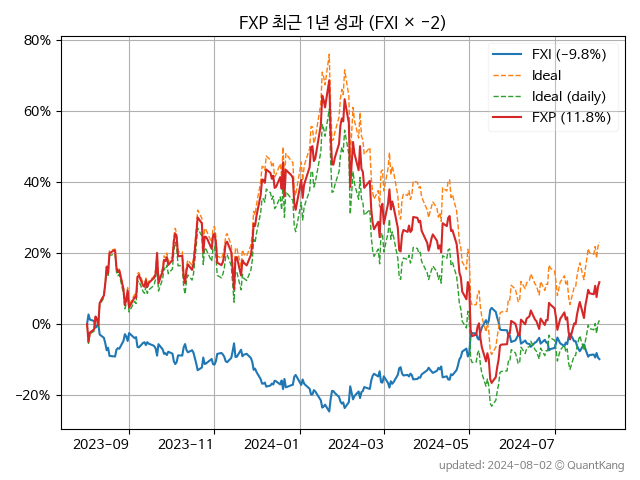 FXP 최근 1년 성과 (FXI × −2)
80%
60%
40%
20%
0%
−20%
FXI (−9.8%)
Ideal
Ideal (daily)
FXP (11.8%)
2023-09
2023-11
2024-01
2024-03
2024-05
2024-07
updated: 2024-08-02 © QuantKang